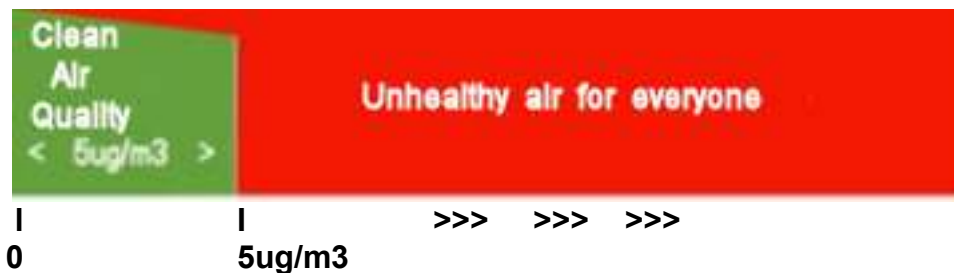 Clean
Air
Quality
< 5ug/m3 >
Unhealthy air for everyone
I I >>> >>> >>>
0 5ug/m3